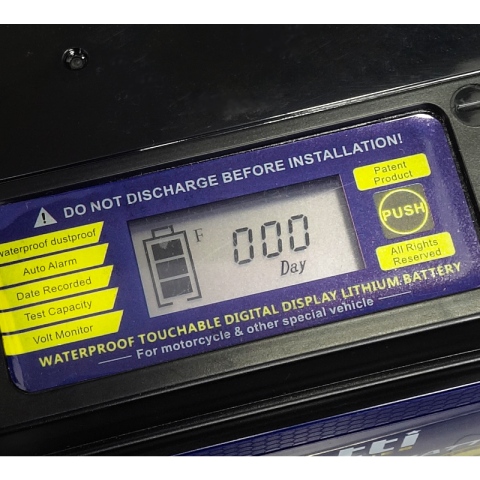 DO NOT DISCHARGE BEFORE INSTALLATION!
Patent
Product
PUSH
All Rights
Reserved
waterproof dustproof
Auto Alarm
Date Recorded
Test Capacity
Volt Monitor
F
000
Day
WATERPROOF TOUCHABLE DIGITAL DISPLAY LITHIUM BATTERY
For motorcycle & other special vehicle